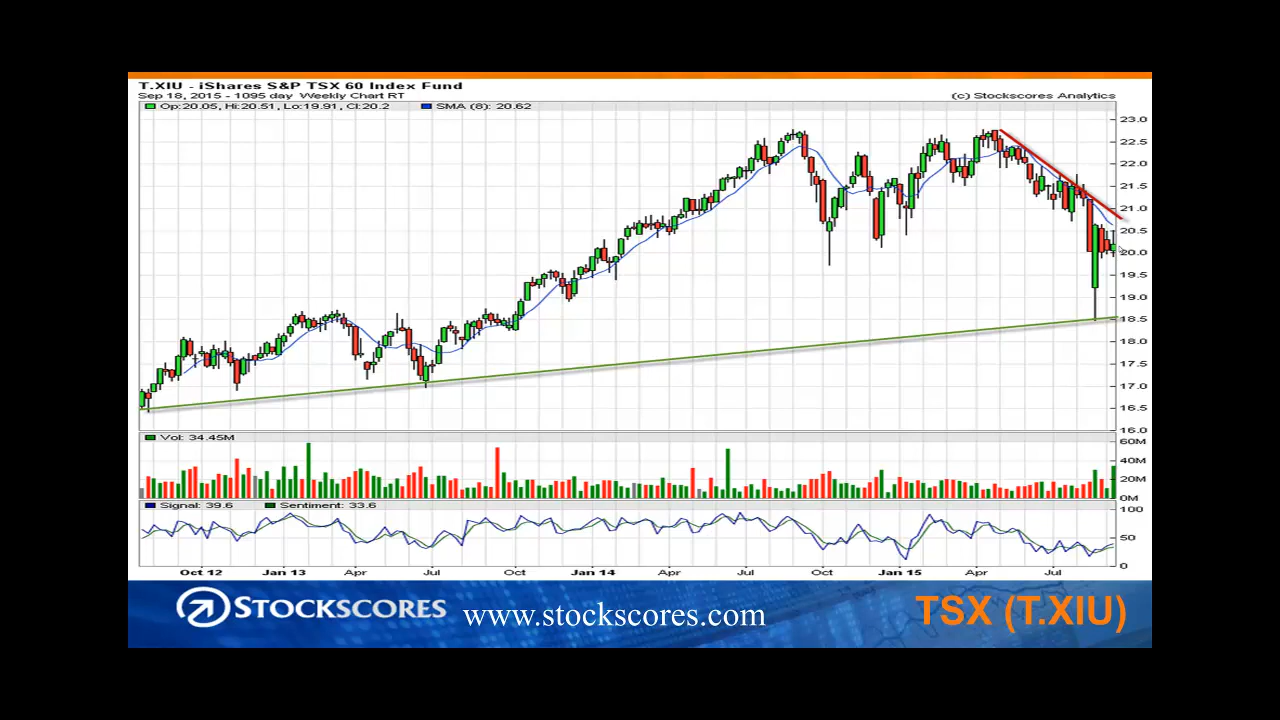 T.XIU - iShares S&P TSX 60 Index Fund
Sep 18, 2015 - 1095 day Weekly Chart RT (c) Stockscores Analytics
Op:20.05, Hi:20.51, Lo:19.91, Cl:20.2 SMA (8): 20.62
23.0
22.5
22.0
21.5
21.0
20.5
20.0
19.5
19.0
18.5
18.0
17.5
17.0
16.5
16.0
Vol: 34.45M
60M
40M
20M
0M
Signal: 39.6 Sentiment: 33.6
100
50
0
Oct 12 Jan 13 Apr Jul Oct Jan 14 Apr Jul Oct Jan 15 Apr Jul
STOCKSCORES www.stockscores.com TSX (T.XIU)